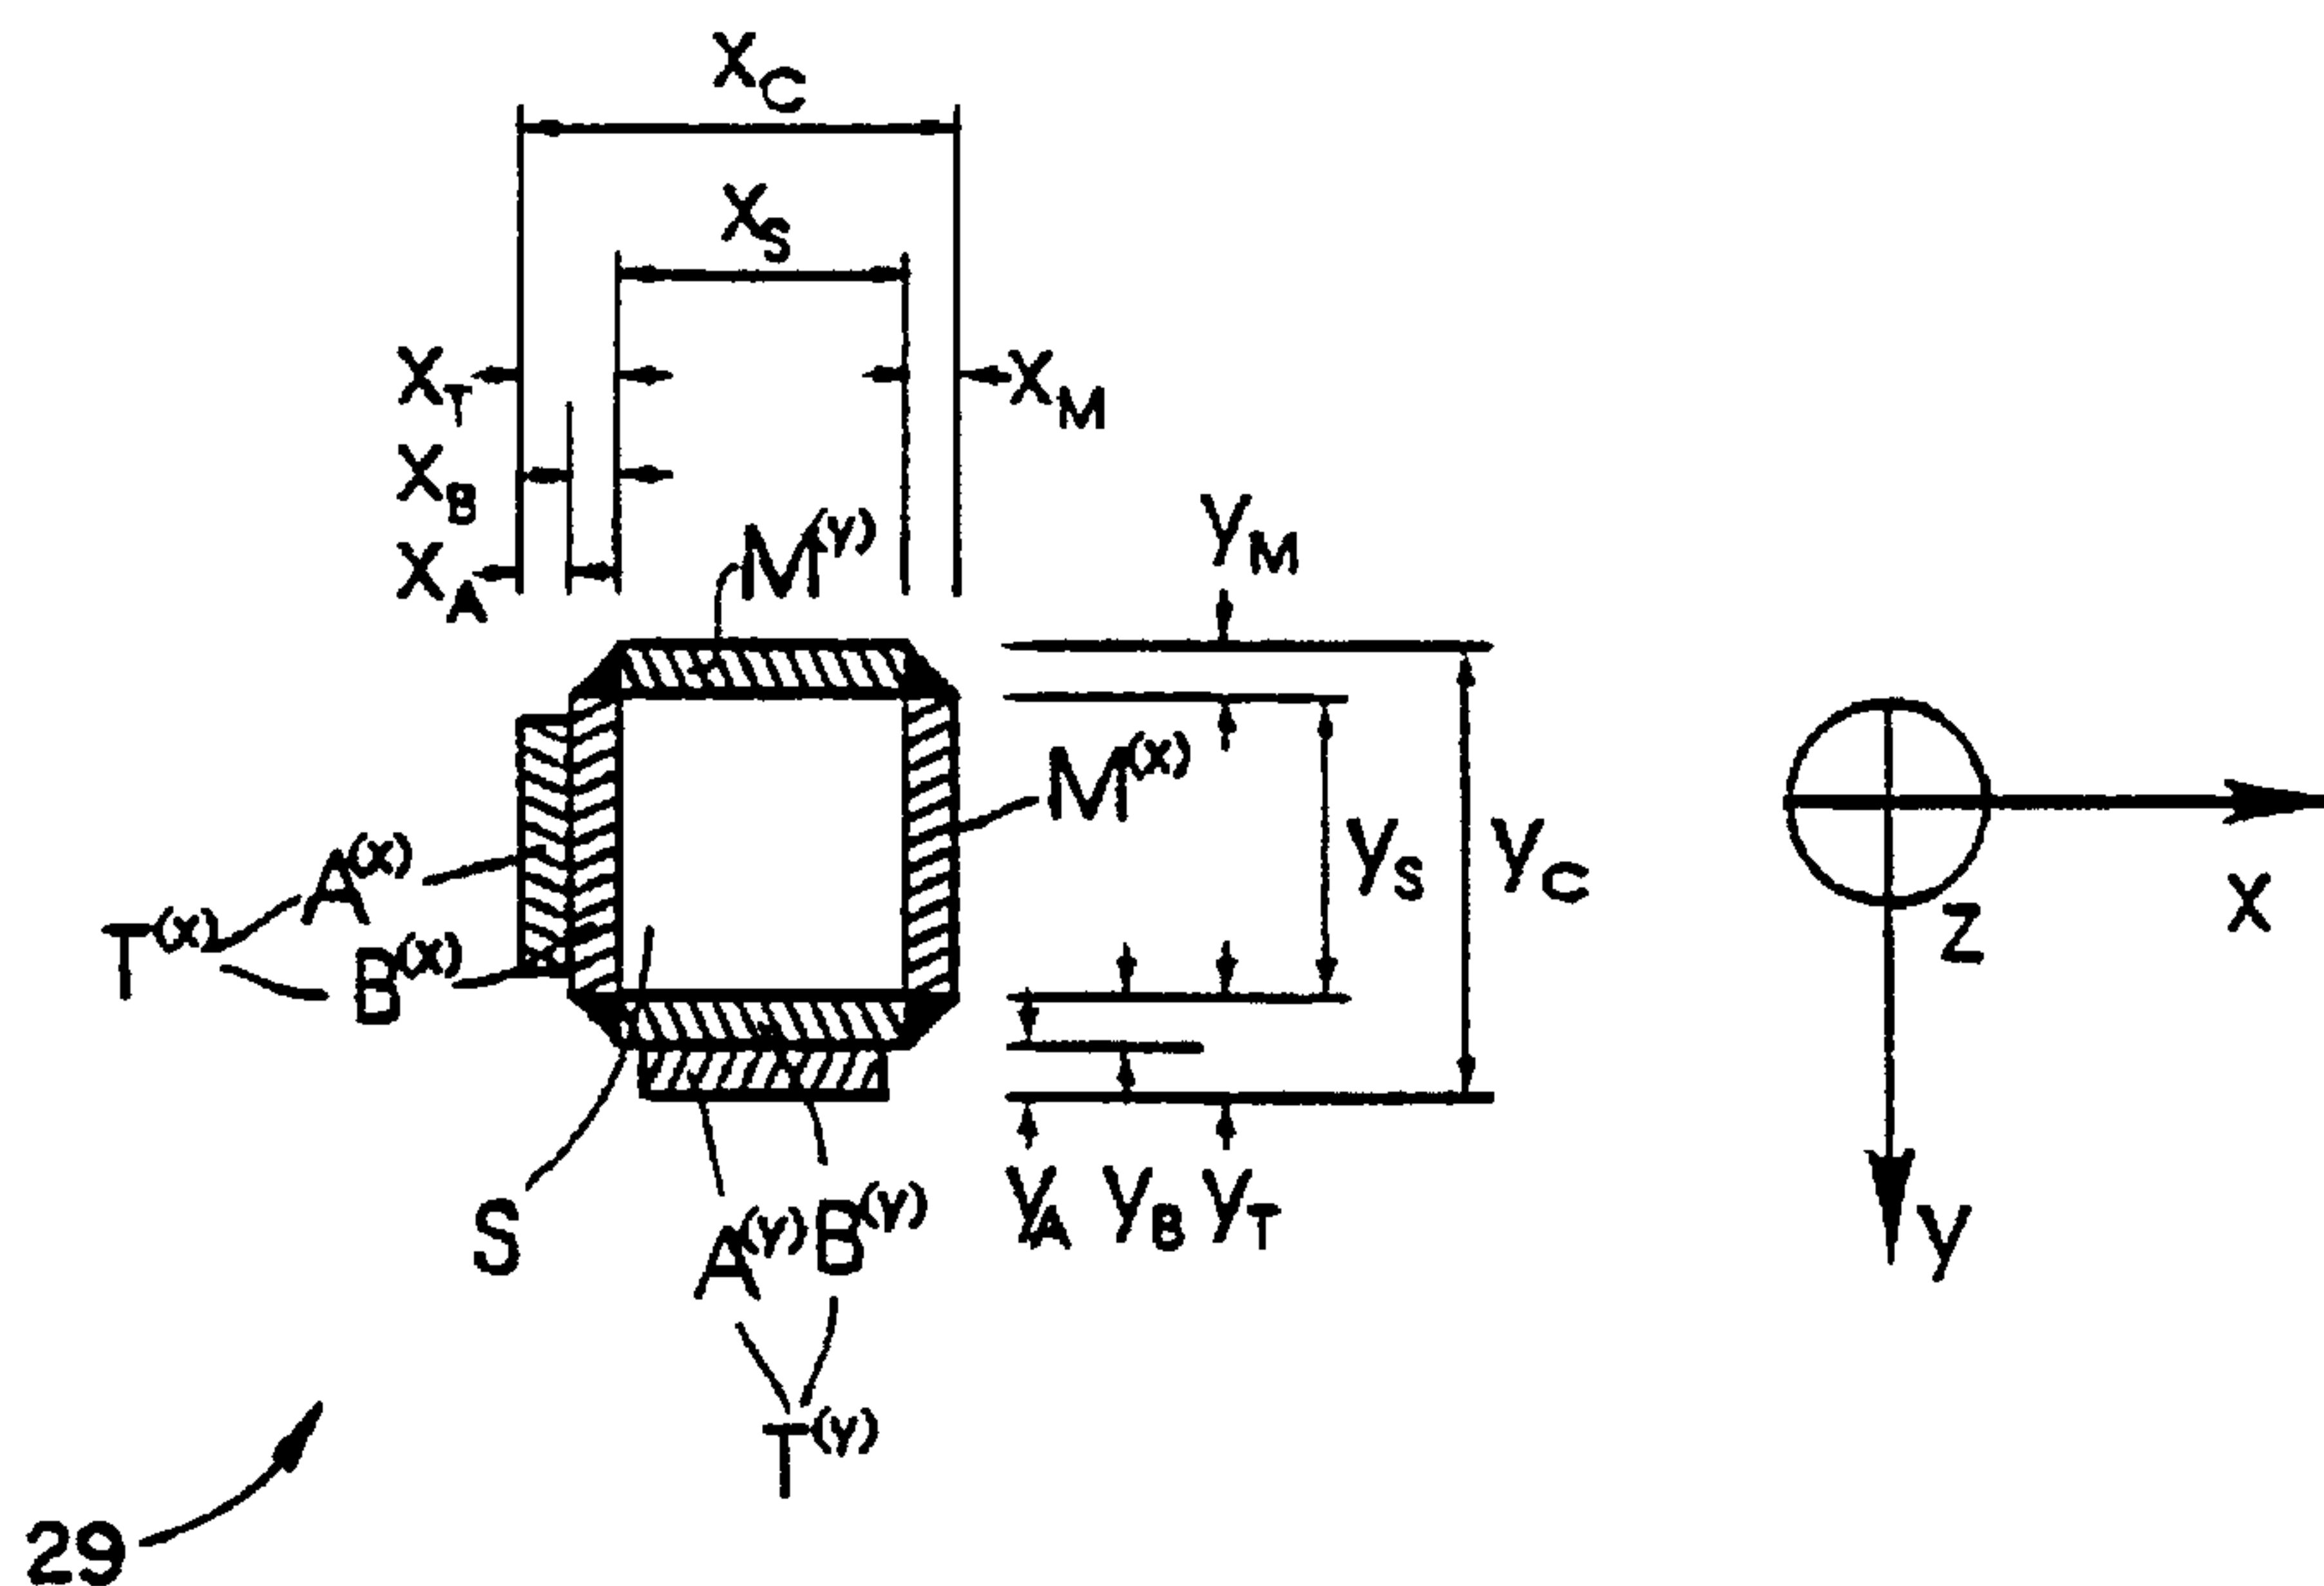 X_C
X_S
X_T
X_M
X_B
M^(Y)
Y_M
X_A
M^(X)
A^(X)
Y_S
Y_C
T^(X)
B^(X)
X
Z
S
A^(Y) B^(Y)
Y_A Y_B Y_T
Y
T^(Y)
29